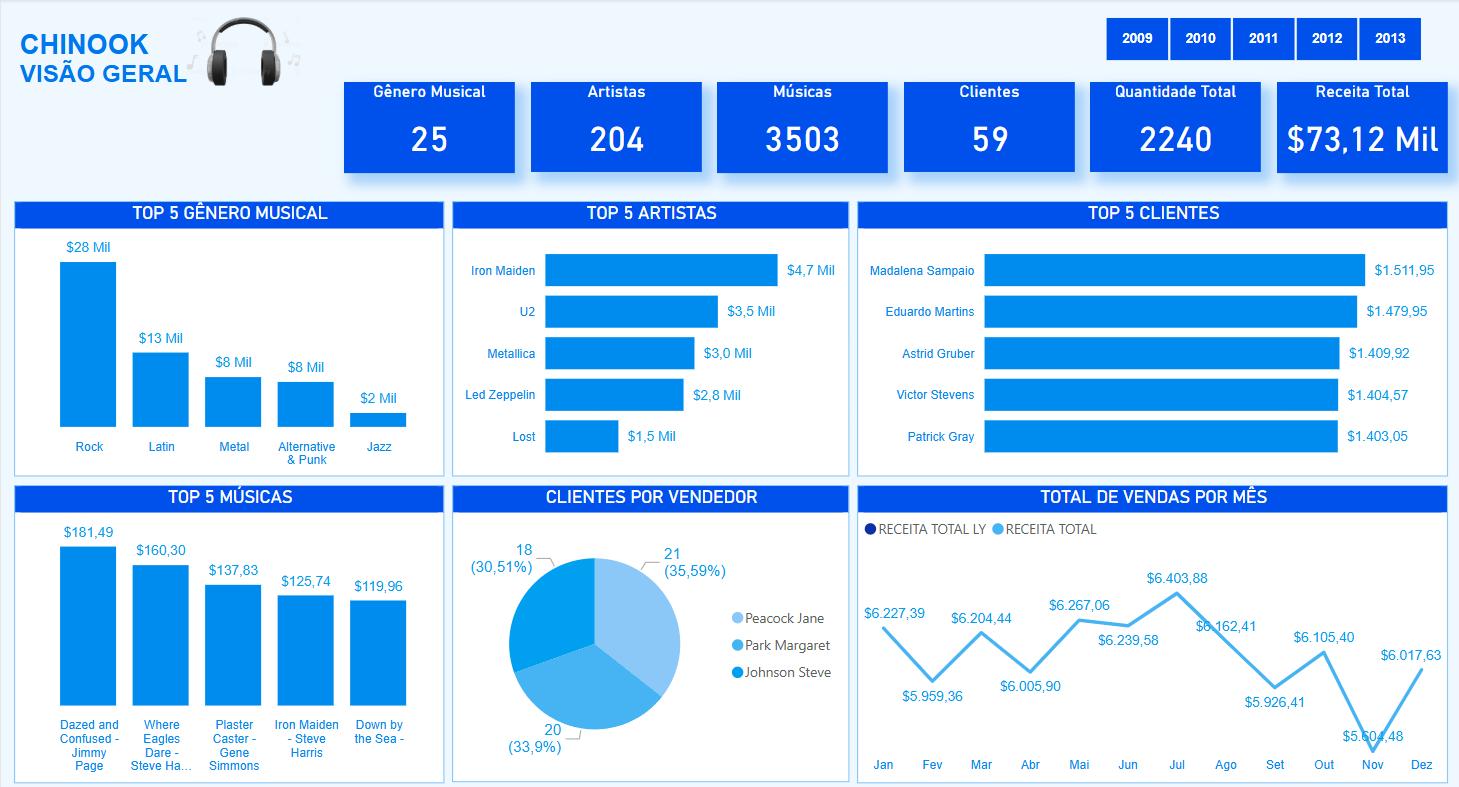 CHINOOK
VISÃO GERAL
2009 2010 2011 2012 2013
Gênero Musical
25
Artistas
204
Músicas
3503
Clientes
59
Quantidade Total
2240
Receita Total
$73,12 Mil
TOP 5 GÊNERO MUSICAL
$28 Mil
$13 Mil
$8 Mil
$8 Mil
$2 Mil
Rock
Latin
Metal
Alternative
& Punk
Jazz
TOP 5 ARTISTAS
Iron Maiden $4,7 Mil
U2 $3,5 Mil
Metallica $3,0 Mil
Led Zeppelin $2,8 Mil
Lost $1,5 Mil
TOP 5 CLIENTES
Madalena Sampaio $1.511,95
Eduardo Martins $1.479,95
Astrid Gruber $1.409,92
Victor Stevens $1.404,57
Patrick Gray $1.403,05
TOP 5 MÚSICAS
$181,49
$160,30
$137,83
$125,74
$119,96
Dazed and
Confused -
Jimmy
Page
Where
Eagles
Dare -
Steve Ha...
Plaster
Caster -
Gene
Simmons
Iron Maiden
- Steve
Harris
Down by
the Sea -
CLIENTES POR VENDEDOR
18
(30,51%)
21
(35,59%)
20
(33,9%)
Peacock Jane
Park Margaret
Johnson Steve
TOTAL DE VENDAS POR MÊS
RECEITA TOTAL LY RECEITA TOTAL
$6.227,39
$5.959,36
$6.204,44
$6.005,90
$6.267,06
$6.239,58
$6.403,88
$6.162,41
$5.926,41
$6.105,40
$5.604,48
$6.017,63
Jan Fev Mar Abr Mai Jun Jul Ago Set Out Nov Dez